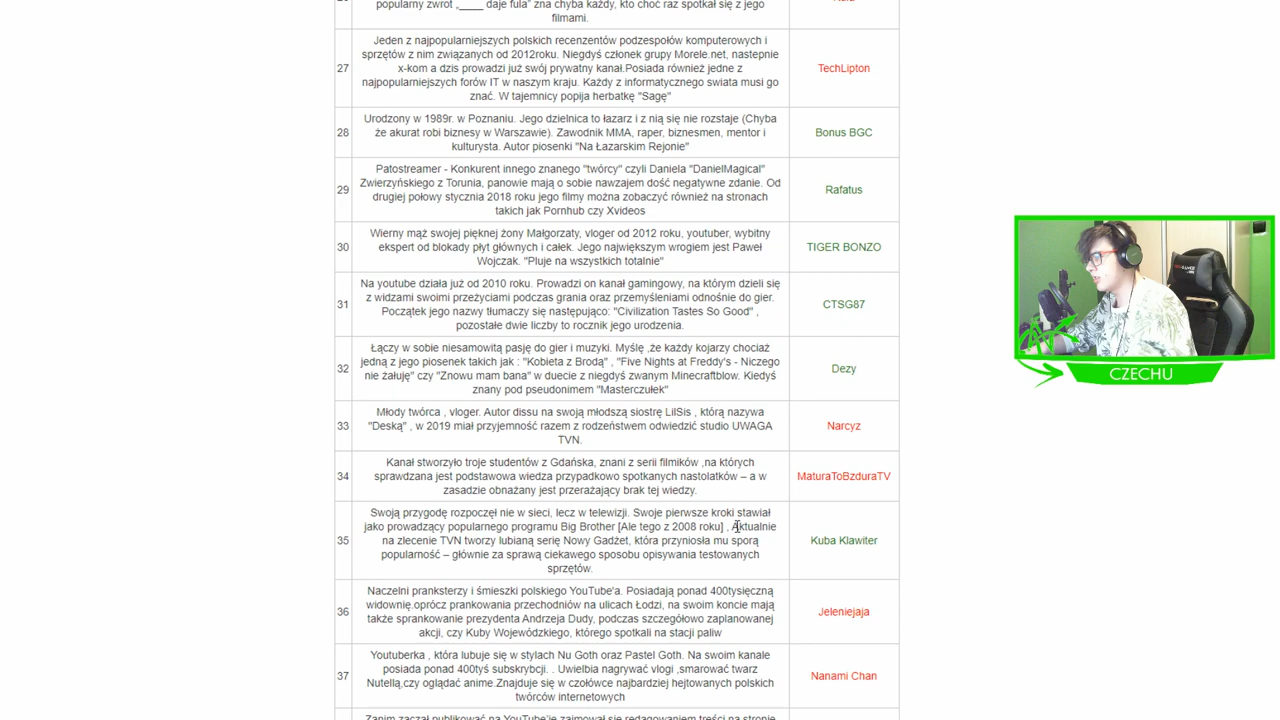 popularny zwrot „____ daje fula” zna chyba każdy, kto choć raz spotkał się z jego
filmami.
27
Jeden z najpopularniejszych polskich recenzentów podzespołów komputerowych i
sprzętów z nim związanych od 2012roku. Niegdyś członek grupy Morele.net, nastepnie
x-kom a dzis prowadzi już swój prywatny kanał.Posiada również jedne z
najpopularniejszych forów IT w naszym kraju. Każdy z informatycznego swiata musi go
znać. W tajemnicy popija herbatkę "Sagę"
TechLipton
28
Urodzony w 1989r. w Poznaniu. Jego dzielnica to łazarz i z nią się nie rozstaje (Chyba
że akurat robi biznesy w Warszawie). Zawodnik MMA, raper, biznesmen, mentor i
kulturysta. Autor piosenki "Na Łazarskim Rejonie"
Bonus BGC
29
Patostreamer - Konkurent innego znanego "twórcy" czyli Daniela "DanielMagical"
Zwierzyńskiego z Torunia, panowie mają o sobie nawzajem dość negatywne zdanie. Od
drugiej połowy stycznia 2018 roku jego filmy można zobaczyć również na stronach
takich jak Pornhub czy Xvideos
Rafatus
30
Wierny mąż swojej pięknej żony Małgorzaty, vloger od 2012 roku, youtuber, wybitny
ekspert od blokady płyt głównych i całek. Jego największym wrogiem jest Paweł
Wojczak. "Pluje na wszystkich totalnie"
TIGER BONZO
31
Na youtube działa już od 2010 roku. Prowadzi on kanał gamingowy, na którym dzieli się
z widzami swoimi przeżyciami podczas grania oraz przemyśleniami odnośnie do gier.
Początek jego nazwy tłumaczy się następująco: "Civilization Tastes So Good" ,
pozostałe dwie liczby to rocznik jego urodzenia.
CTSG87
32
Łączy w sobie niesamowitą pasję do gier i muzyki. Myślę ,że każdy kojarzy chociaż
jedną z jego piosenek takich jak : "Kobieta z Brodą" , "Five Nights at Freddy's - Niczego
nie żałuję" czy "Znowu mam bana" w duecie z niegdyś zwanym Minecraftblow. Kiedyś
znany pod pseudonimem "Masterczułek"
Dezy
33
Młody twórca , vloger. Autor dissu na swoją młodszą siostrę LilSis , którą nazywa
"Deską" , w 2019 miał przyjemność razem z rodzeństwem odwiedzić studio UWAGA
TVN.
Narcyz
34
Kanał stworzyło troje studentów z Gdańska, znani z serii filmików ,na których
sprawdzana jest podstawowa wiedza przypadkowo spotkanych nastolatków – a w
zasadzie obnażany jest przerażający brak tej wiedzy.
MaturaToBzduraTV
35
Swoją przygodę rozpoczęł nie w sieci, lecz w telewizji. Swoje pierwsze kroki stawiał
jako prowadzący popularnego programu Big Brother [Ale tego z 2008 roku] , Aktualnie
na zlecenie TVN tworzy lubianą serię Nowy Gadżet, która przyniosła mu sporą
popularność – głównie za sprawą ciekawego sposobu opisywania testowanych
sprzętów.
Kuba Klawiter
36
Naczelni pranksterzy i śmieszki polskiego YouTube'a. Posiadają ponad 400tysięczną
widownię.oprócz prankowania przechodniów na ulicach Łodzi, na swoim koncie mają
także sprankowanie prezydenta Andrzeja Dudy, podczas szczegółowo zaplanowanej
akcji, czy Kuby Wojewódzkiego, którego spotkali na stacji paliw
Jeleniejaja
37
Youtuberka , która lubuje się w stylach Nu Goth oraz Pastel Goth. Na swoim kanale
posiada ponad 400tyś subskrybcji. . Uwielbia nagrywać vlogi ,smarować twarz
Nutellą,czy oglądać anime.Znajduje się w czołówce najbardziej hejtowanych polskich
twórców internetowych
Nanami Chan
Zanim zaczął publikować na YouTube'ie zajmował się redagowaniem treści na stronie
CZECHU